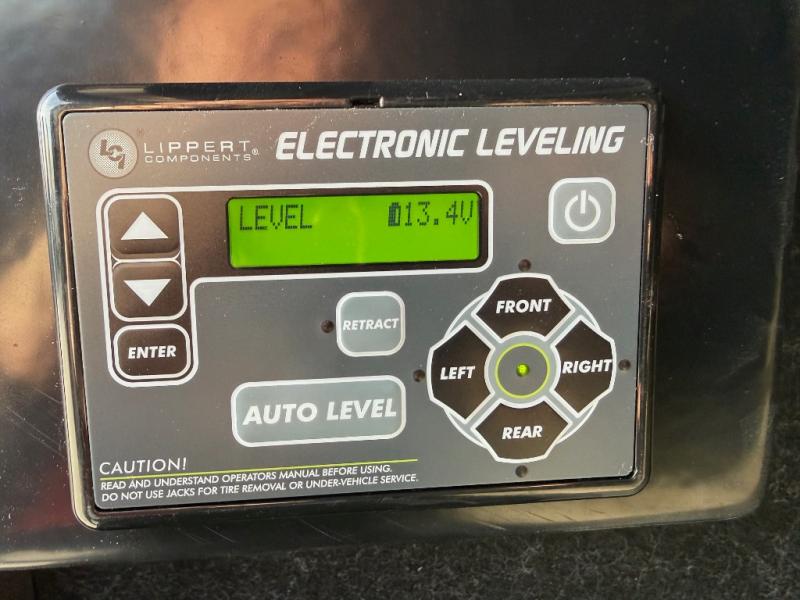 LCI LIPPERT COMPONENTS® ELECTRONIC LEVELING
LEVEL 13.4V
FRONT
RETRACT
ENTER
LEFT
RIGHT
AUTO LEVEL
REAR
CAUTION!
READ AND UNDERSTAND OPERATORS MANUAL BEFORE USING.
DO NOT USE JACKS FOR TIRE REMOVAL OR UNDER-VEHICLE SERVICE.